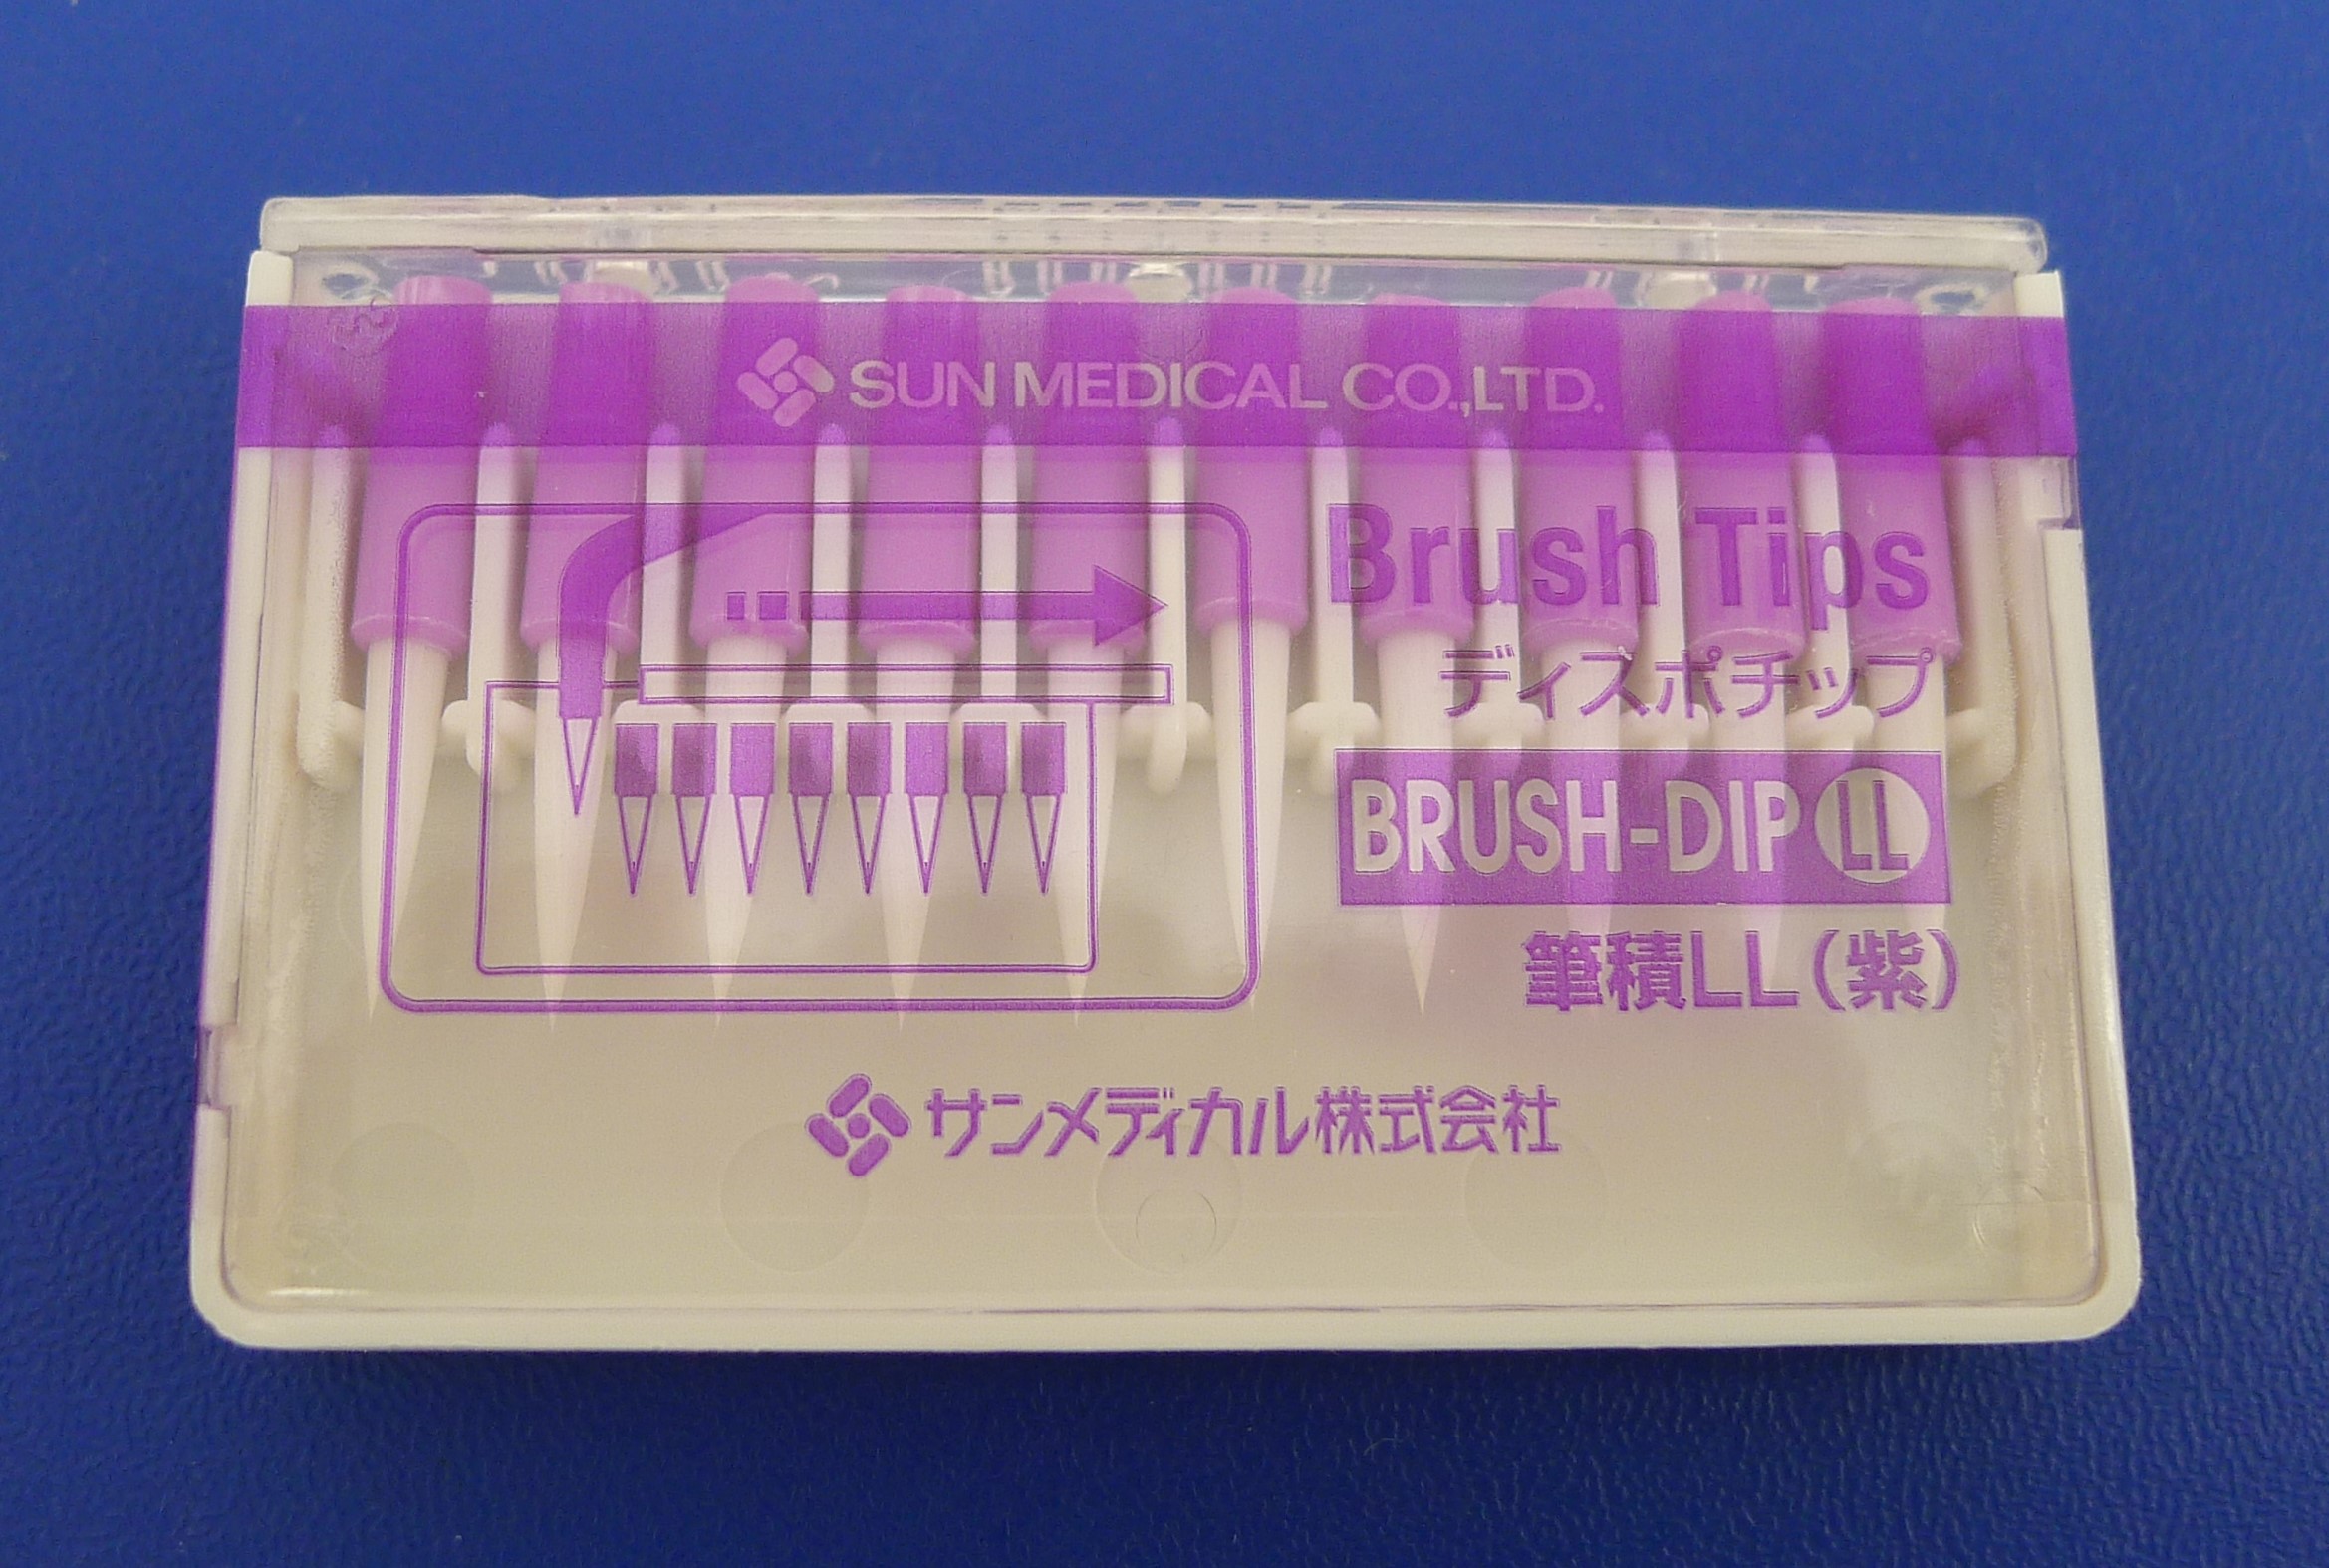 SUN MEDICAL CO.,LTD.
Brush Tips
ディスポチップ
BRUSH-DIP LL
筆積LL(紫)
サンメディカル株式会社